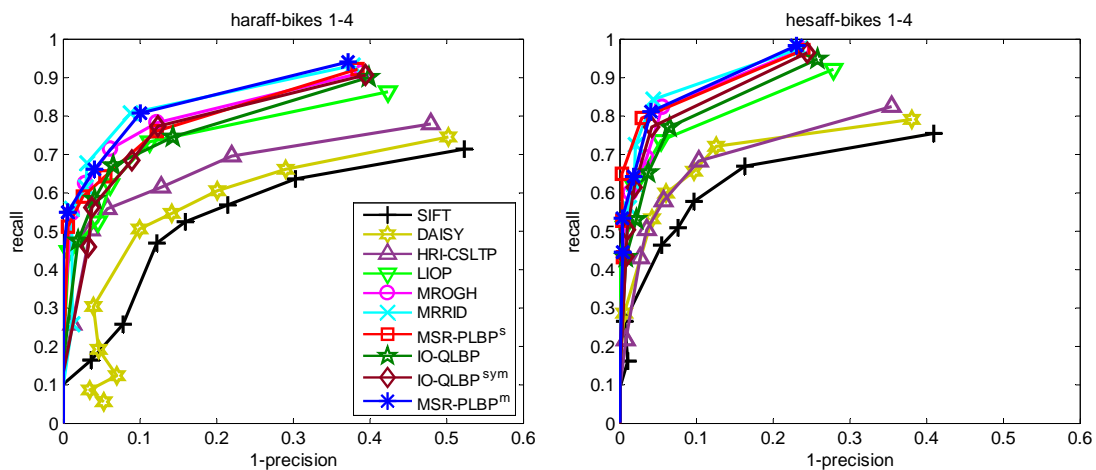 haraff-bikes 1-4
1
0.9
0.8
0.7
0.6
0.5
0.4
0.3
0.2
0.1
0
recall
0
0.1
0.2
0.3
0.4
0.5
0.6
1-precision
SIFT
DAISY
HRI-CSLTP
LIOP
MROGH
MRRID
MSR-PLBP^s
IO-QLBP
IO-QLBP^sym
MSR-PLBP^m
hesaff-bikes 1-4
1
0.9
0.8
0.7
0.6
0.5
0.4
0.3
0.2
0.1
0
recall
0
0.1
0.2
0.3
0.4
0.5
0.6
1-precision